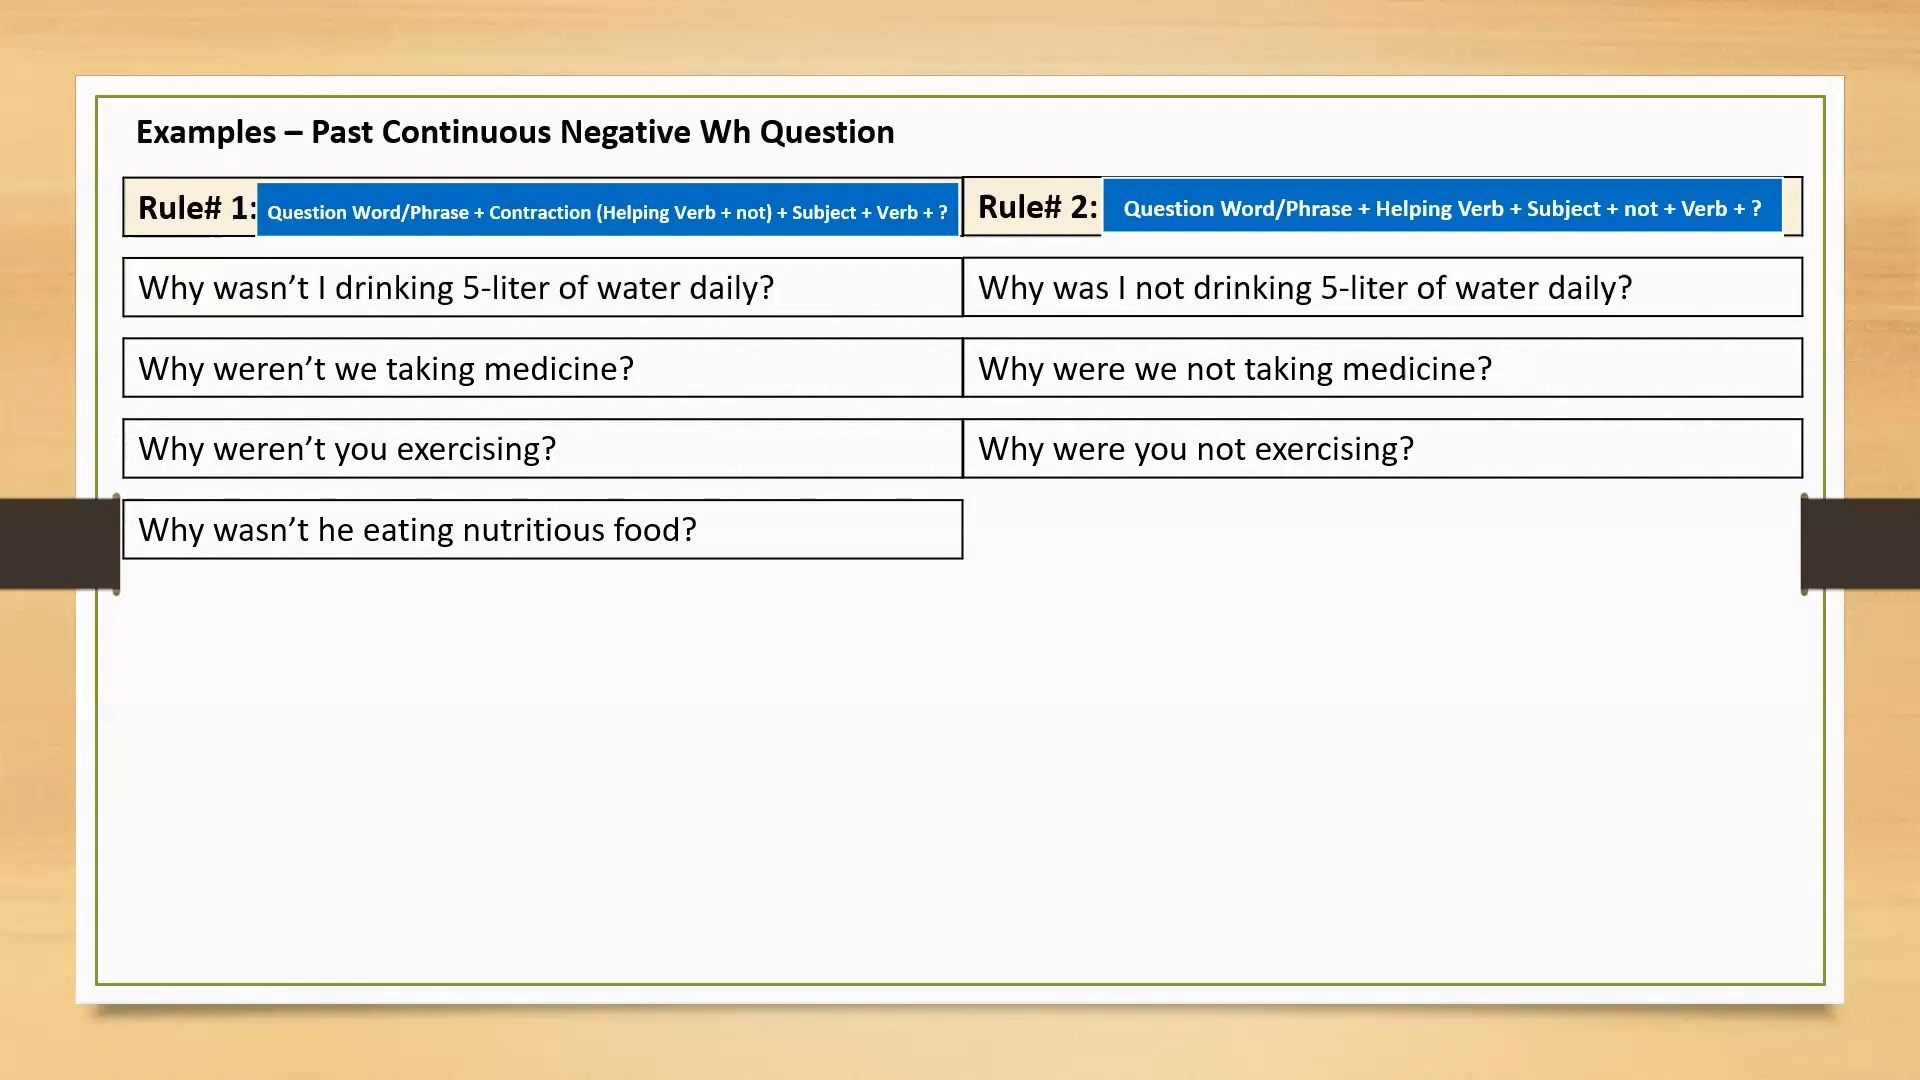 Examples – Past Continuous Negative Wh Question
Rule# 1: Question Word/Phrase + Contraction (Helping Verb + not) + Subject + Verb + ?
Rule# 2: Question Word/Phrase + Helping Verb + Subject + not + Verb + ?
Why wasn’t I drinking 5-liter of water daily?
Why was I not drinking 5-liter of water daily?
Why weren’t we taking medicine?
Why were we not taking medicine?
Why weren’t you exercising?
Why were you not exercising?
Why wasn’t he eating nutritious food?